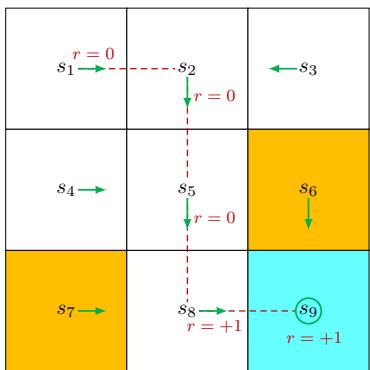 r = 0
s₁ s₂ s₃
r = 0
s₄ s₅ s₆
r = 0
s₇ s₈ s₉
r = +1 r = +1